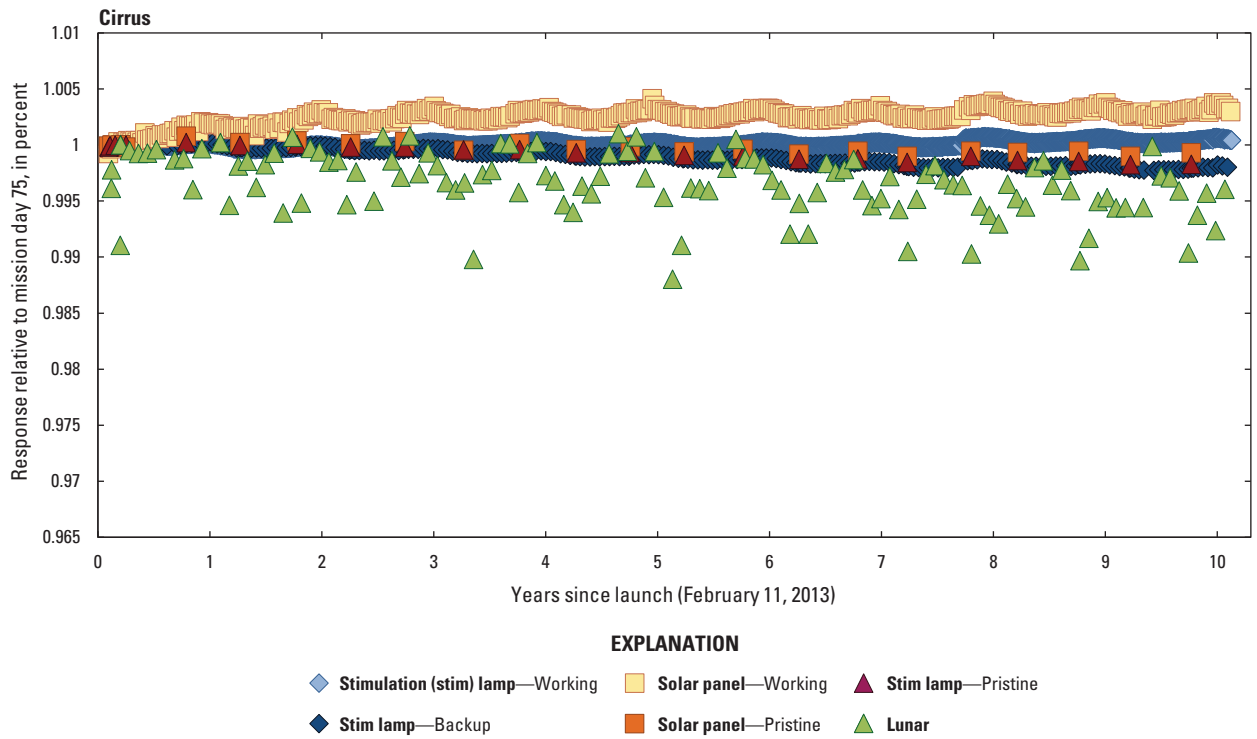 Cirrus
Response relative to mission day 75, in percent
1.01
1.005
1
0.995
0.99
0.985
0.98
0.975
0.97
0.965
0 1 2 3 4 5 6 7 8 9 10
Years since launch (February 11, 2013)
EXPLANATION
Stimulation (stim) lamp—Working
Solar panel—Working
Stim lamp—Pristine
Stim lamp—Backup
Solar panel—Pristine
Lunar